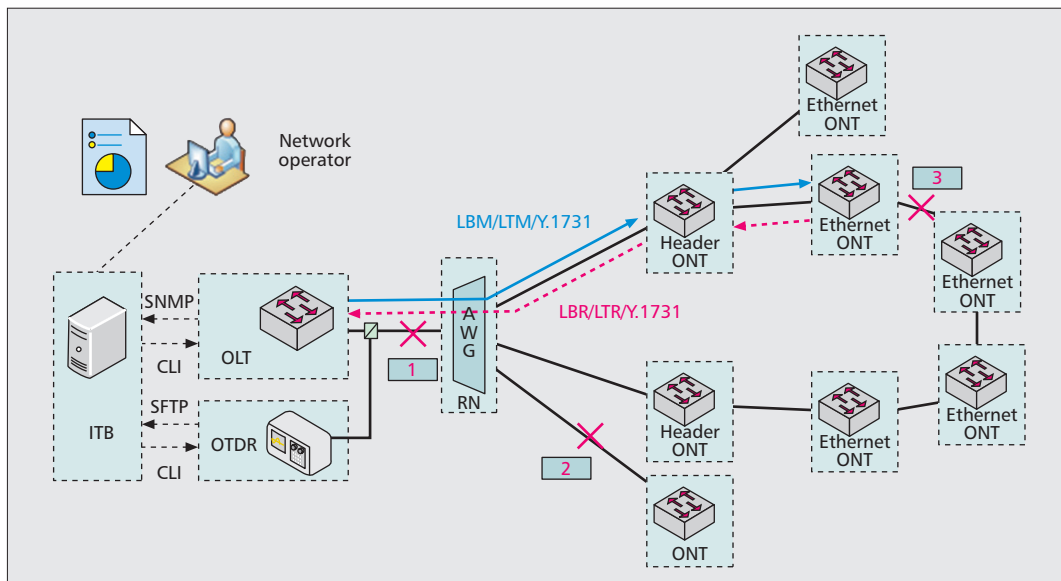 Network
operator
Ethernet
ONT
LBM/LTM/Y.1731
Header
ONT
Ethernet
ONT
3
Ethernet
ONT
LBR/LTR/Y.1731
SNMP
CLI
OLT
1
A
W
G
RN
SFTP
CLI
ITB
OTDR
2
Header
ONT
Ethernet
ONT
Ethernet
ONT
ONT